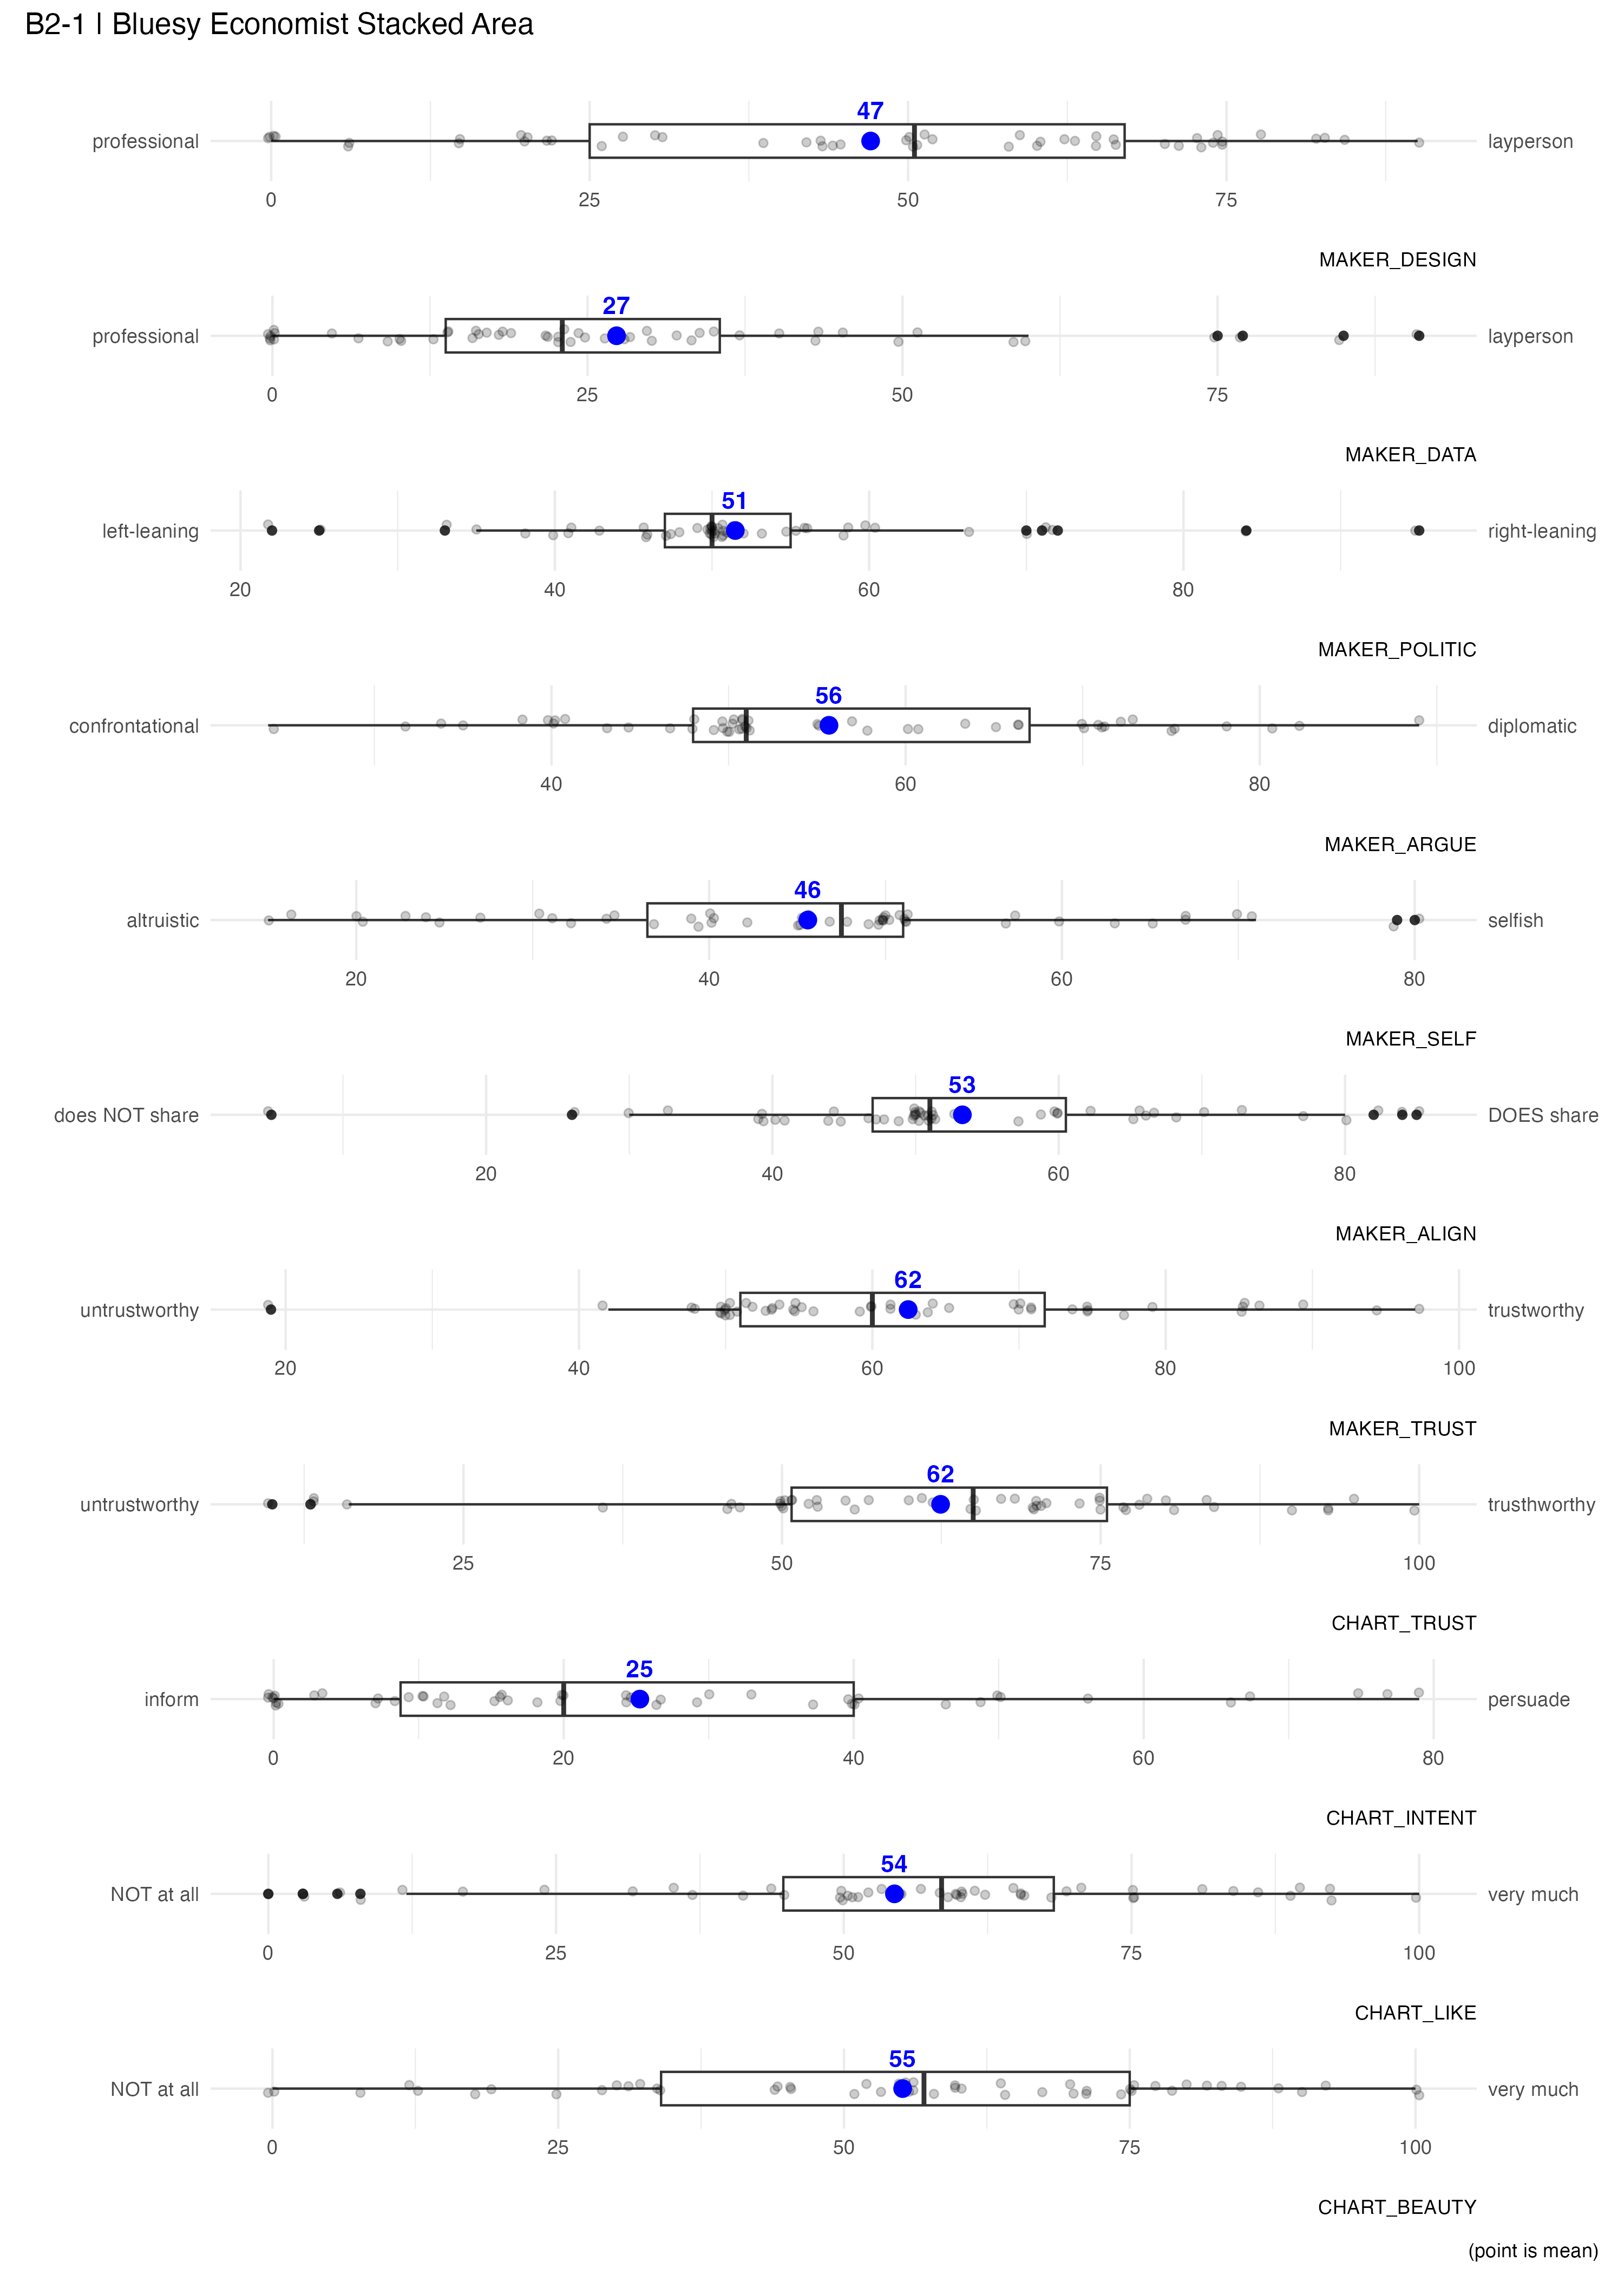 B2-1 | Bluesy Economist Stacked Area
47
professional layperson
0 25 50 75
MAKER_DESIGN
27
professional layperson
0 25 50 75
MAKER_DATA
51
left-leaning right-leaning
20 40 60 80
MAKER_POLITIC
56
confrontational diplomatic
40 60 80
MAKER_ARGUE
46
altruistic selfish
20 40 60 80
MAKER_SELF
53
does NOT share DOES share
20 40 60 80
MAKER_ALIGN
62
untrustworthy trustworthy
20 40 60 80 100
MAKER_TRUST
62
untrustworthy trusthworthy
25 50 75 100
CHART_TRUST
25
inform persuade
0 20 40 60 80
CHART_INTENT
54
NOT at all very much
0 25 50 75 100
CHART_LIKE
55
NOT at all very much
0 25 50 75 100
CHART_BEAUTY
(point is mean)